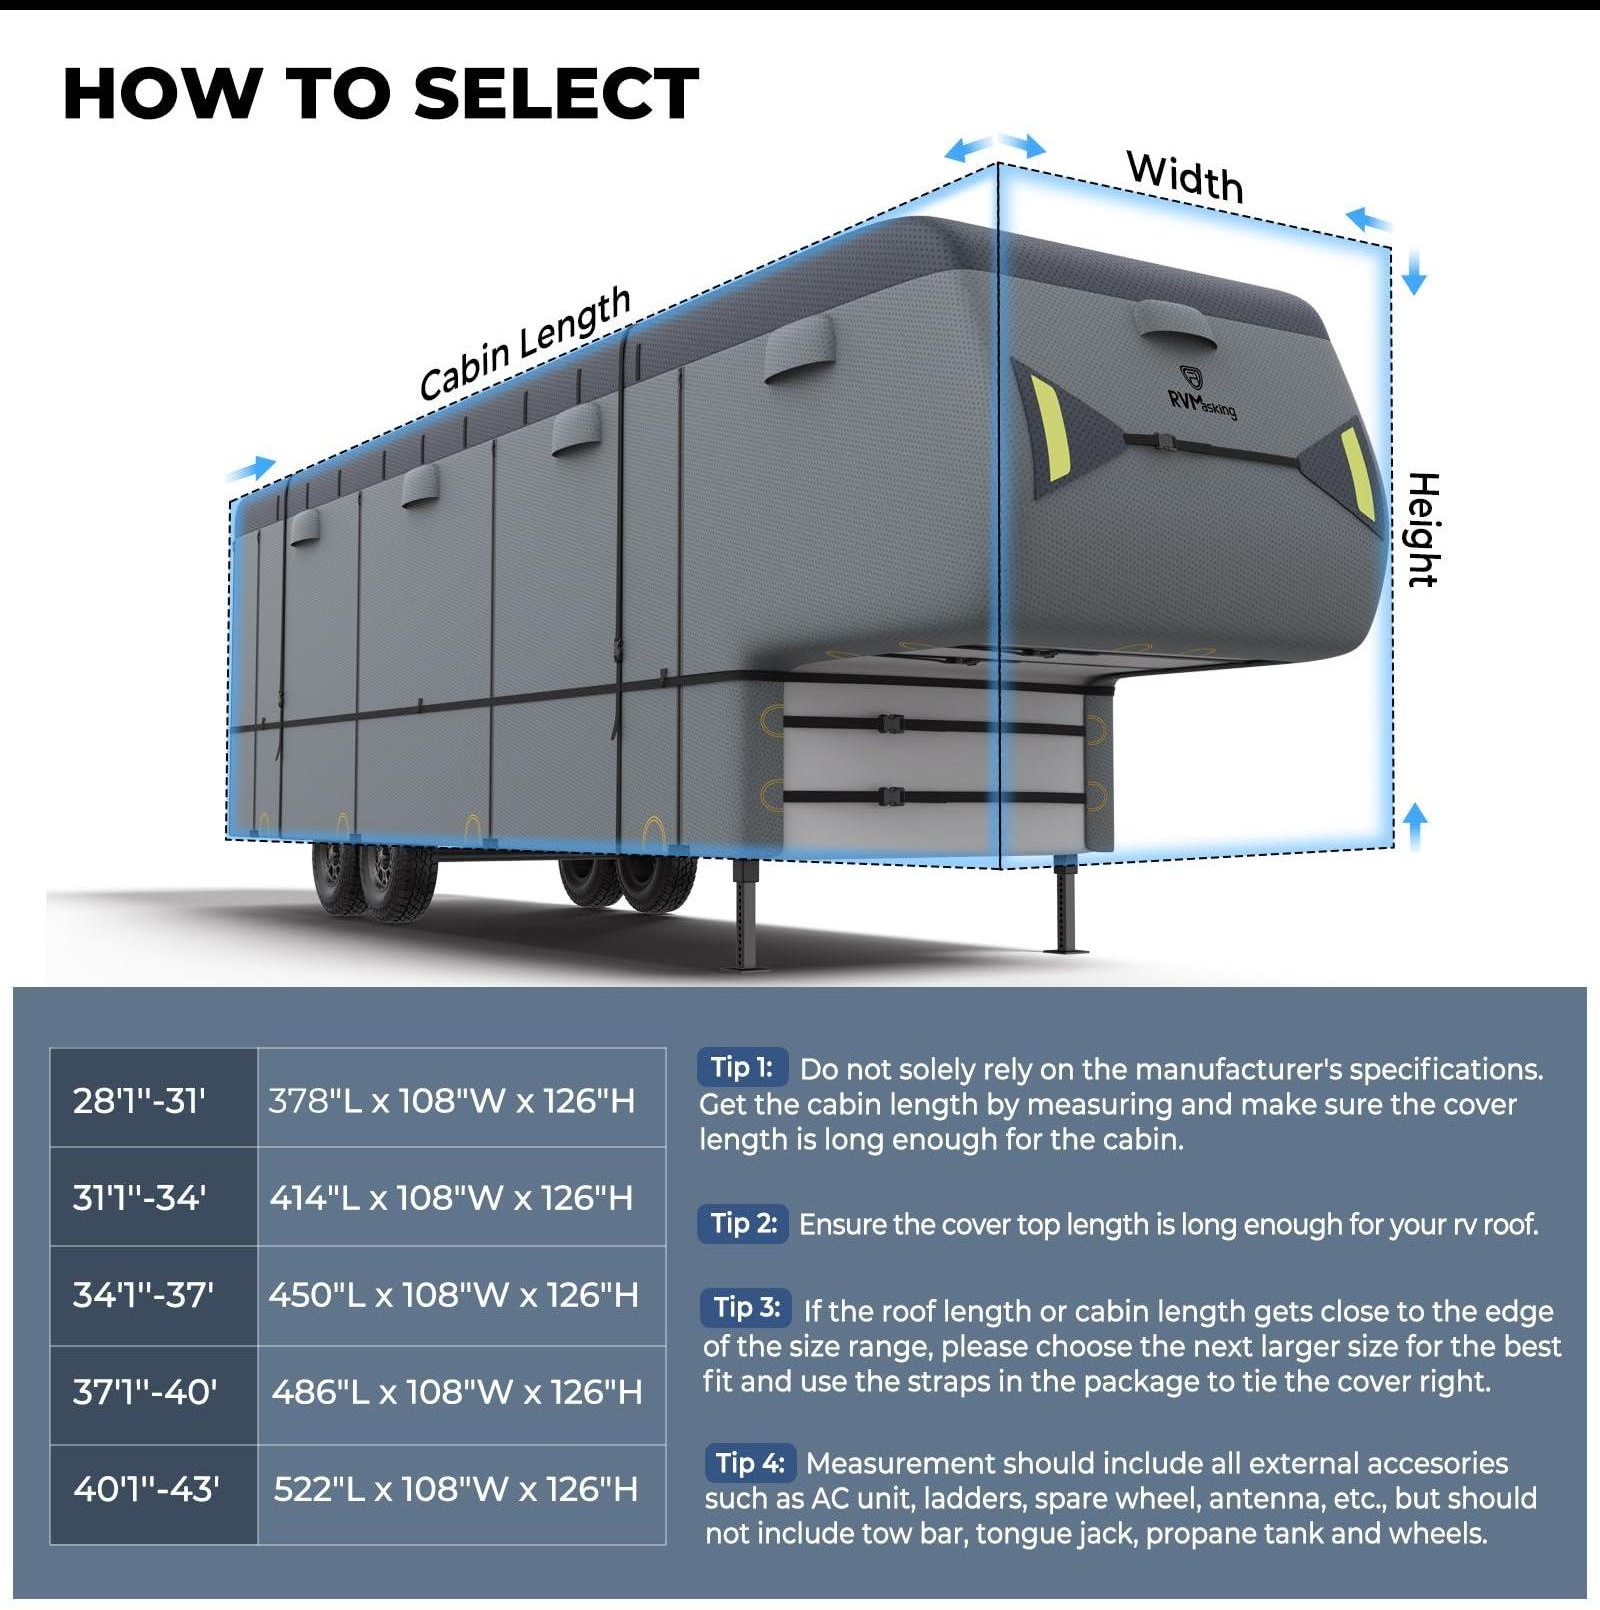 HOW TO SELECT
Width
Cabin Length
RVMasking
Height
28'1"-31' 378"L x 108"W x 126"H
31'1"-34' 414"L x 108"W x 126"H
34'1"-37' 450"L x 108"W x 126"H
37'1"-40' 486"L x 108"W x 126"H
40'1"-43' 522"L x 108"W x 126"H
Tip 1: Do not solely rely on the manufacturer's specifications.
Get the cabin length by measuring and make sure the cover
length is long enough for the cabin.
Tip 2: Ensure the cover top length is long enough for your rv roof.
Tip 3: If the roof length or cabin length gets close to the edge
of the size range, please choose the next larger size for the best
fit and use the straps in the package to tie the cover right.
Tip 4: Measurement should include all external accesories
such as AC unit, ladders, spare wheel, antenna, etc., but should
not include tow bar, tongue jack, propane tank and wheels.